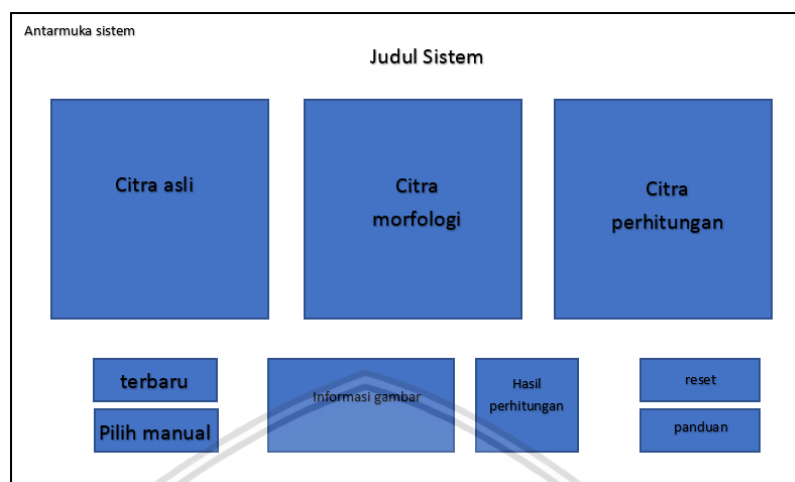 Antarmuka sistem
Judul Sistem
Citra asli
Citra
morfologi
Citra
perhitungan
terbaru
Pilih manual
Informasi gambar
Hasil
perhitungan
reset
panduan